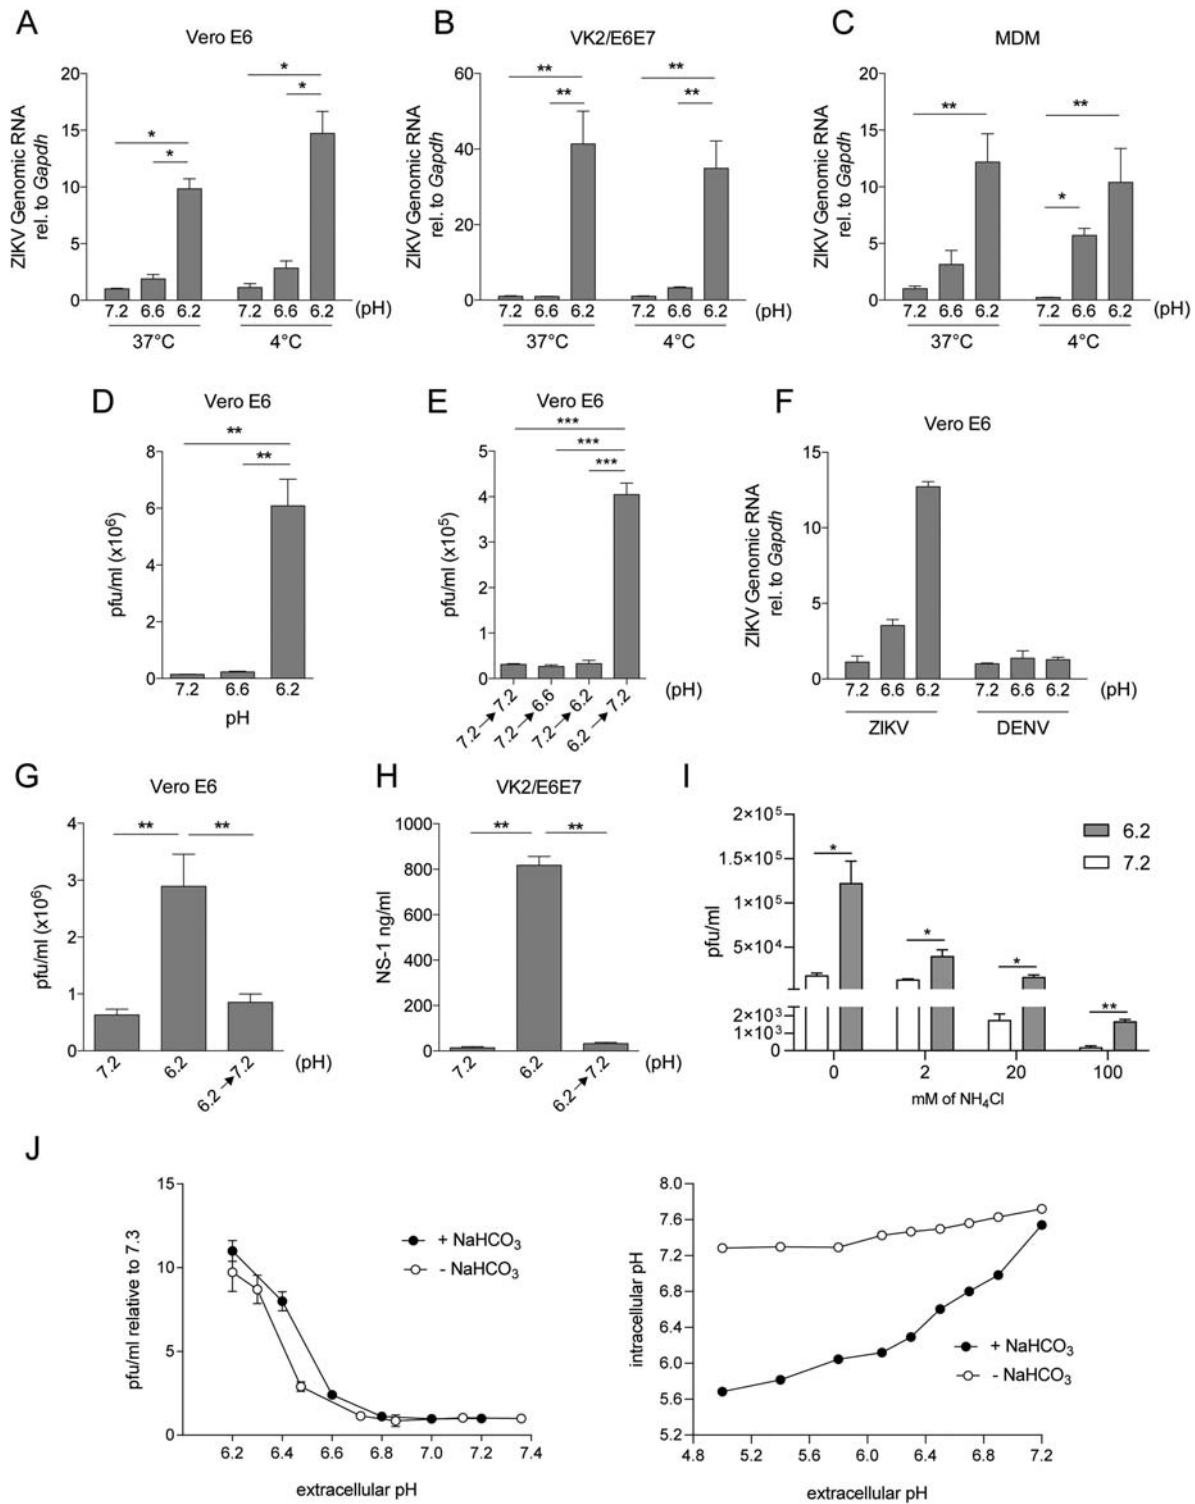 A
Vero E6
ZIKV Genomic RNA
rel. to Gapdh
20
15
10
5
0
* * * *
7.2 6.6 6.2 7.2 6.6 6.2 (pH)
37°C 4°C
B
VK2/E6E7
ZIKV Genomic RNA
rel. to Gapdh
60
40
20
0
** ** ** **
7.2 6.6 6.2 7.2 6.6 6.2 (pH)
37°C 4°C
C
MDM
ZIKV Genomic RNA
rel. to Gapdh
20
15
10
5
0
** * **
7.2 6.6 6.2 7.2 6.6 6.2 (pH)
37°C 4°C
D
Vero E6
pfu/ml (x10⁶)
8
6
4
2
0
**
**
7.2 6.6 6.2
pH
E
Vero E6
pfu/ml (x10⁵)
5
4
3
2
1
0
***
***
***
7.2→7.2 7.2→6.6 7.2→6.2 6.2→7.2 (pH)
F
Vero E6
ZIKV Genomic RNA
rel. to Gapdh
15
10
5
0
7.2 6.6 6.2 7.2 6.6 6.2 (pH)
ZIKV DENV
G
Vero E6
pfu/ml (x10⁶)
4
3
2
1
0
** **
7.2 6.2 6.2→7.2 (pH)
H
VK2/E6E7
NS-1 ng/ml
1000
800
600
400
200
0
** **
7.2 6.2 6.2→7.2 (pH)
I
pfu/ml
2×10⁵
1.5×10⁵
1×10⁵
5×10⁴
2×10³
1×10³
0
* * * **
6.2
7.2
0 2 20 100
mM of NH₄Cl
J
pfu/ml relative to 7.3
15
10
5
0
+ NaHCO₃
- NaHCO₃
6.2 6.4 6.6 6.8 7.0 7.2 7.4
extracellular pH
intracellular pH
8.0
7.6
7.2
6.8
6.4
6.0
5.6
5.2
+ NaHCO₃
- NaHCO₃
4.8 5.2 5.6 6.0 6.4 6.8 7.2
extracellular pH